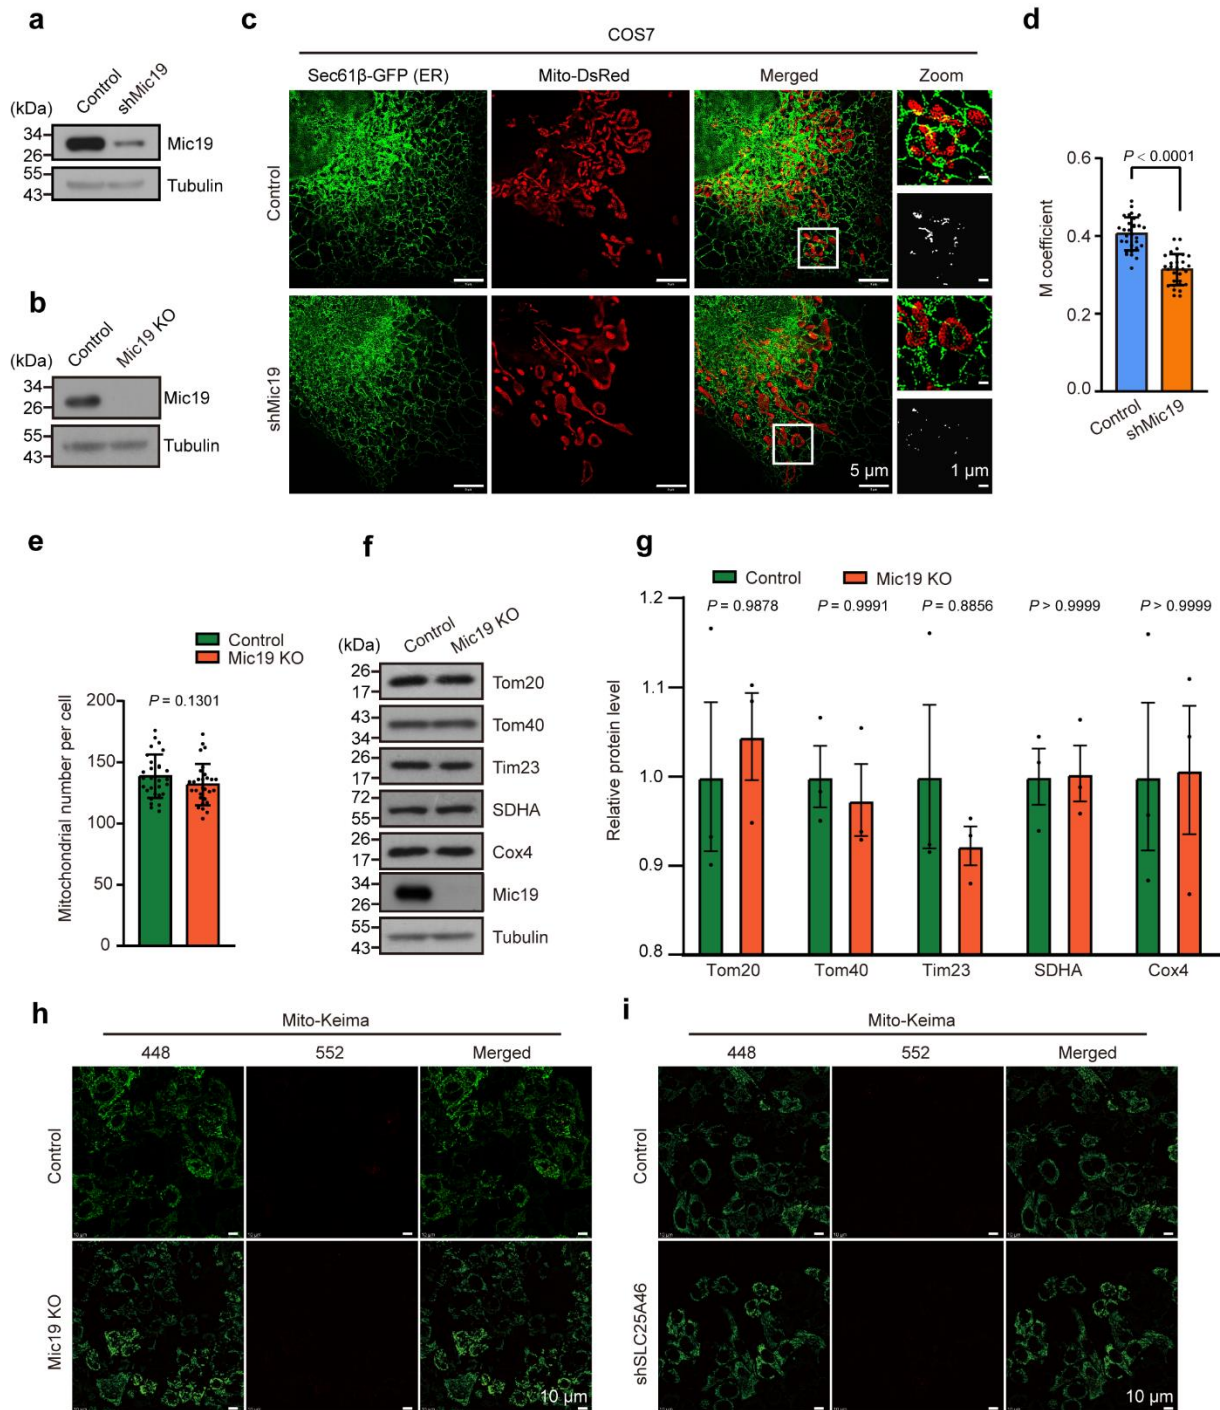 a
Control
shMic19
(kDa)
34
26
Mic19
55
43
Tubulin
b
Control
Mic19 KO
(kDa)
34
26
Mic19
55
43
Tubulin
c
COS7
Sec61β-GFP (ER)
Mito-DsRed
Merged
Zoom
Control
shMic19
5 µm
1 µm
d
P < 0.0001
M coefficient
0.6
0.4
0.2
0.0
Control
shMic19
e
Control
Mic19 KO
P = 0.1301
Mitochondrial number per cell
200
150
100
50
0
f
Control
Mic19 KO
(kDa)
26
17
Tom20
43
34
Tom40
26
17
Tim23
72
55
SDHA
26
17
Cox4
34
26
Mic19
55
43
Tubulin
g
Control
Mic19 KO
P = 0.9878
P = 0.9991
P = 0.8856
P > 0.9999
P > 0.9999
Relative protein level
1.2
1.1
1.0
0.9
0.8
Tom20
Tom40
Tim23
SDHA
Cox4
h
Mito-Keima
448
552
Merged
Control
Mic19 KO
10 µm
i
Mito-Keima
448
552
Merged
Control
shSLC25A46
10 µm